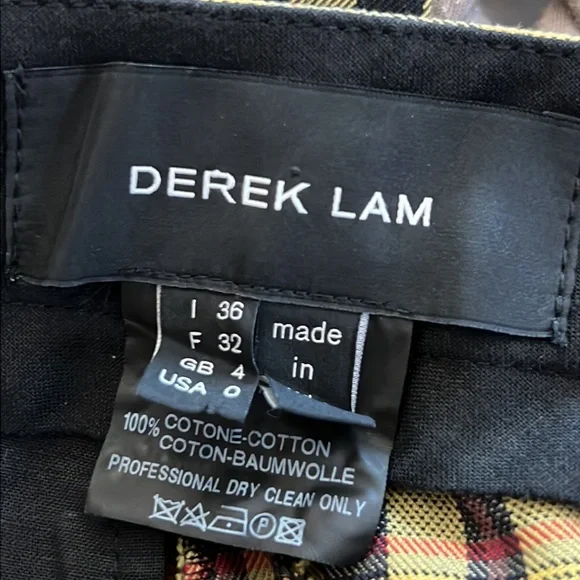 DEREK LAM
I 36
F 32
GB 4
USA 0
made
in
100% COTONE-COTTON
COTON-BAUMWOLLE
PROFESSIONAL DRY CLEAN ONLY
P